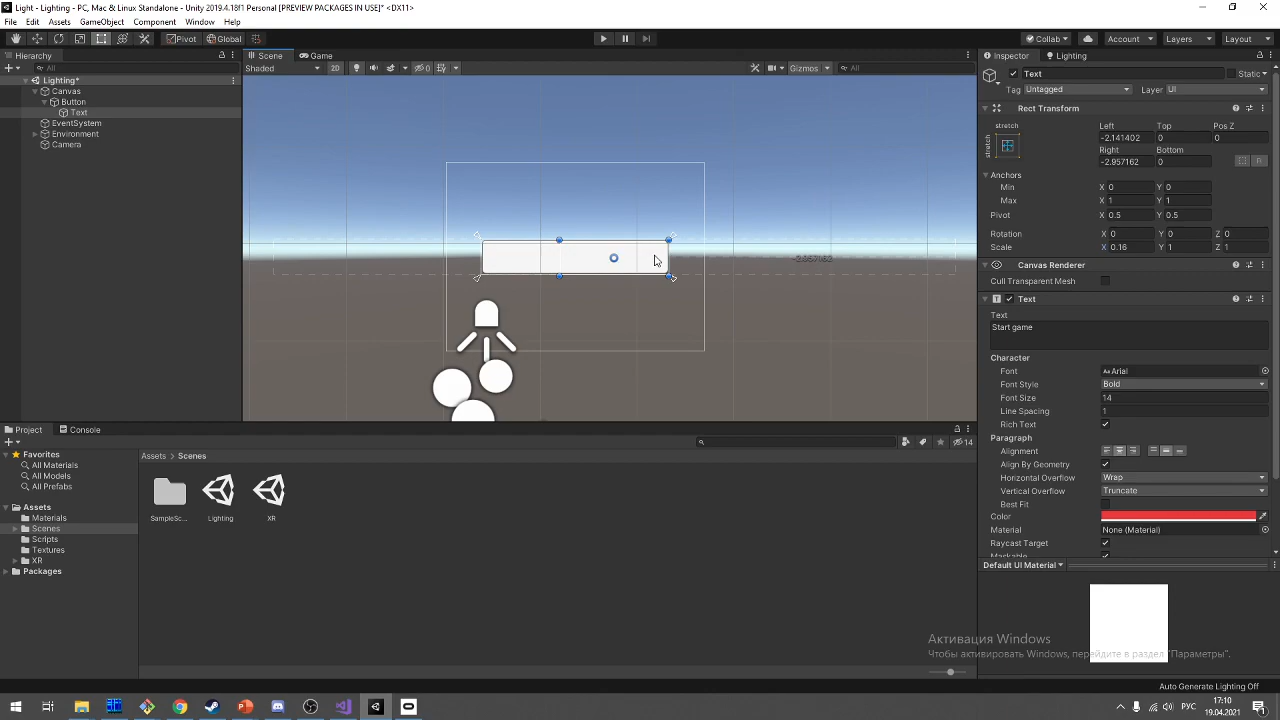 Light - Lighting - PC, Mac & Linux Standalone - Unity 2019.4.18f1 Personal [PREVIEW PACKAGES IN USE]* <DX11>
File Edit Assets GameObject Component Window Help
Pivot Global Collab Account Layers Layout
Hierarchy
All
Lighting*
Canvas
Button
Text
EventSystem
Environment
Camera
Scene Game
Shaded 2D 0 Gizmos All
-2.957162
Inspector Lighting
Text Static
Tag Untagged Layer UI
Rect Transform
stretch Left Top Pos Z
stretch -2.141402 0 0
Right Bottom
-2.957162 0 R
Anchors
Min X 0 Y 0
Max X 1 Y 1
Pivot X 0.5 Y 0.5
Rotation X 0 Y 0 Z 0
Scale X 0.16 Y 1 Z 1
Canvas Renderer
Cull Transparent Mesh
Text
Text
Start game
Character
Font Arial
Font Style Bold
Font Size 14
Line Spacing 1
Rich Text
Paragraph
Alignment
Align By Geometry
Horizontal Overflow Wrap
Vertical Overflow Truncate
Best Fit
Color
Material None (Material)
Raycast Target
Maskable
Default UI Material
Project Console
14
Favorites
All Materials
All Models
All Prefabs
Assets
Materials
Scenes
Scripts
Textures
XR
Packages
Assets Scenes
SampleSc... Lighting XR
Активация Windows
Чтобы активировать Windows, перейдите в раздел "Параметры".
Auto Generate Lighting Off
РУС
17:10
19.04.2021